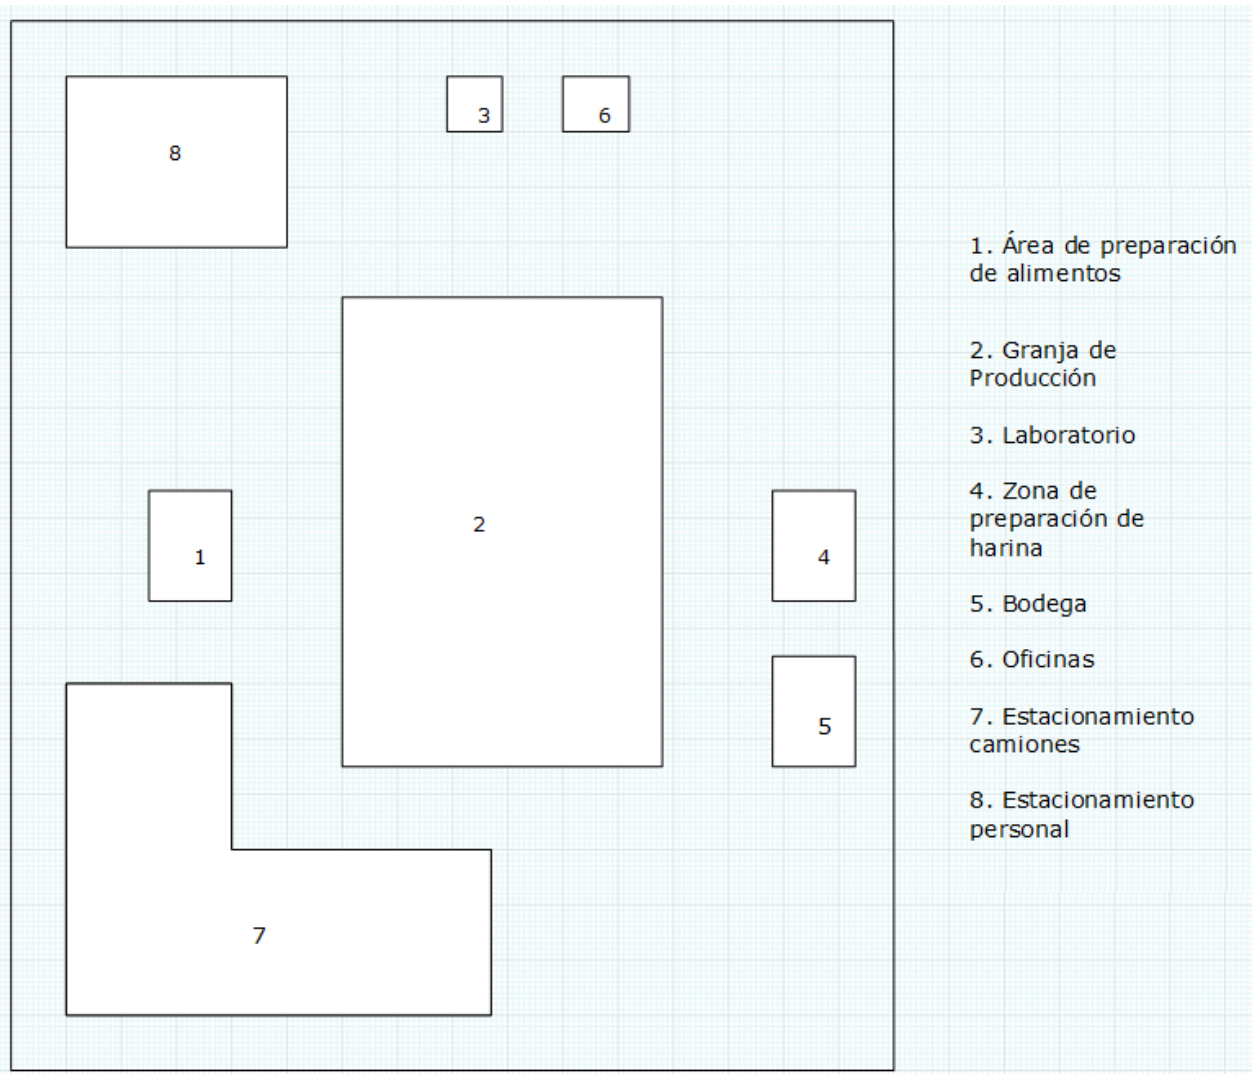 3
6
8
1. Área de preparación
de alimentos
2. Granja de
Producción
3. Laboratorio
4. Zona de
preparación de
harina
5. Bodega
6. Oficinas
7. Estacionamiento
camiones
8. Estacionamiento
personal
2
1
4
5
7